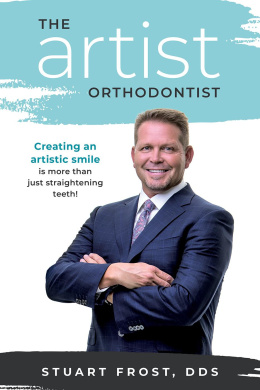 THE
artist
ORTHODONTIST
Creating an
artistic smile
is more than
just straightening
teeth!
STUART FROST, DDS